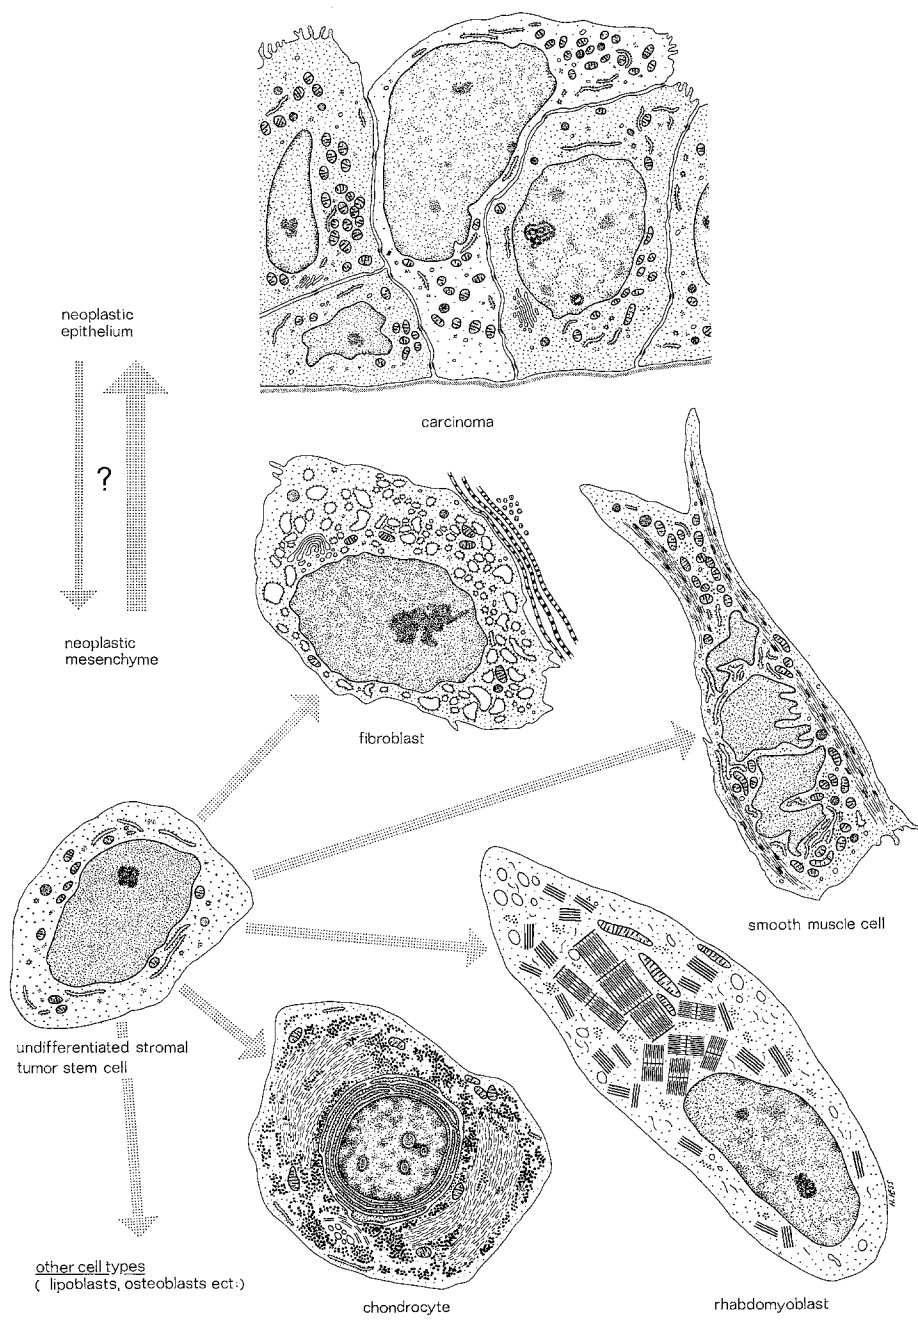 neoplastic
epithelium
carcinoma
?
neoplastic
mesenchyme
fibroblast
smooth muscle cell
undifferentiated stromal
tumor stem cell
other cell types
( lipoblasts, osteoblasts ect:)
chondrocyte
rhabdomyoblast
H.JESS